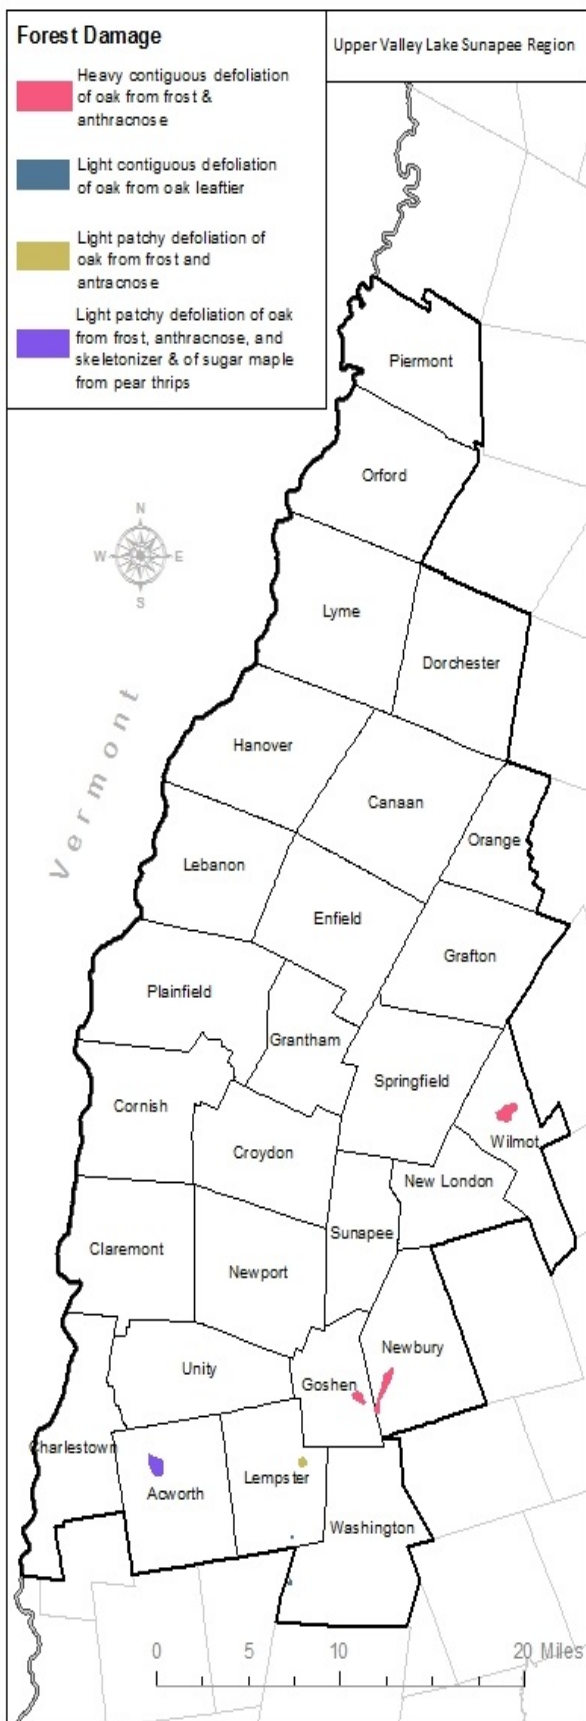 Forest Damage
Upper Valley Lake Sunapee Region
Heavy contiguous defoliation
of oak from frost &
anthracnose
Light contiguous defoliation
of oak from oak leaftier
Light patchy defoliation of
oak from frost and
antracnose
Light patchy defoliation of oak
from frost, anthracnose, and
skeletonizer & of sugar maple
from pear thrips
Piermont
Orford
N
W
E
S
Lyme
Dorchester
Vermont
Hanover
Canaan
Orange
Lebanon
Enfield
Grafton
Plainfield
Grantham
Springfield
Cornish
Wilmot
Croydon
New London
Sunapee
Claremont
Newport
Newbury
Unity
Goshen
Charlestown
Lempster
Acworth
Washington
0 5 10 20 Miles